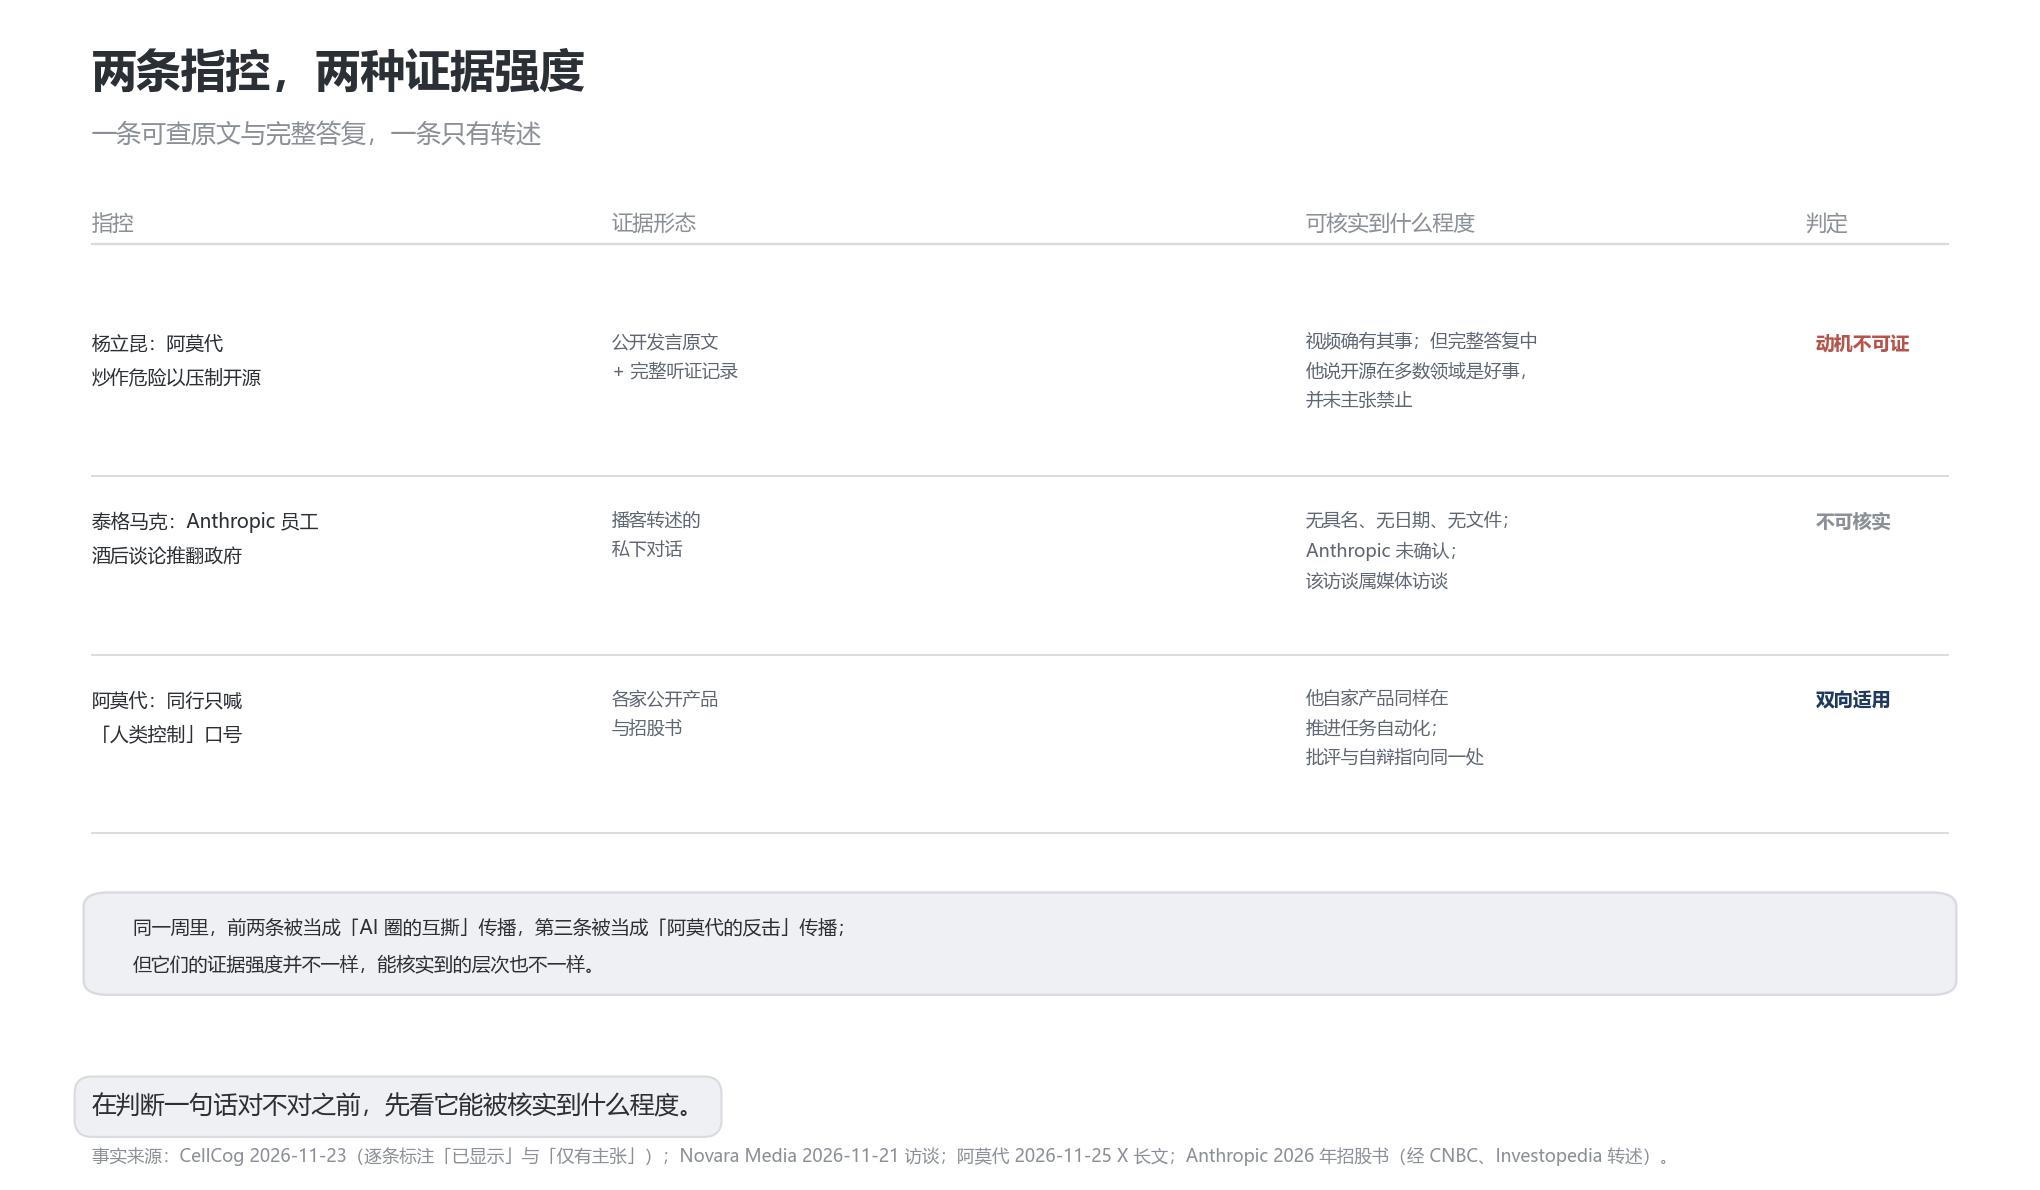 两条指控，两种证据强度
一条可查原文与完整答复，一条只有转述
指控
证据形态
可核实到什么程度
判定
杨立昆：阿莫代
炒作危险以压制开源
公开发言原文
+ 完整听证记录
视频确有其事；但完整答复中
他说开源在多数领域是好事，
并未主张禁止
动机不可证
泰格马克：Anthropic 员工
酒后谈论推翻政府
播客转述的
私下对话
无具名、无日期、无文件；
Anthropic 未确认；
该访谈属媒体访谈
不可核实
阿莫代：同行只喊
「人类控制」口号
各家公开产品
与招股书
他自家产品同样在
推进任务自动化；
批评与自辩指向同一处
双向适用
同一周里，前两条被当成「AI 圈的互撕」传播，第三条被当成「阿莫代的反击」传播；
但它们的证据强度并不一样，能核实到的层次也不一样。
在判断一句话对不对之前，先看它能被核实到什么程度。
事实来源：CellCog 2026-11-23（逐条标注「已显示」与「仅有主张」）；Novara Media 2026-11-21 访谈；阿莫代 2026-11-25 X 长文；Anthropic 2026 年招股书（经 CNBC、Investopedia 转述）。